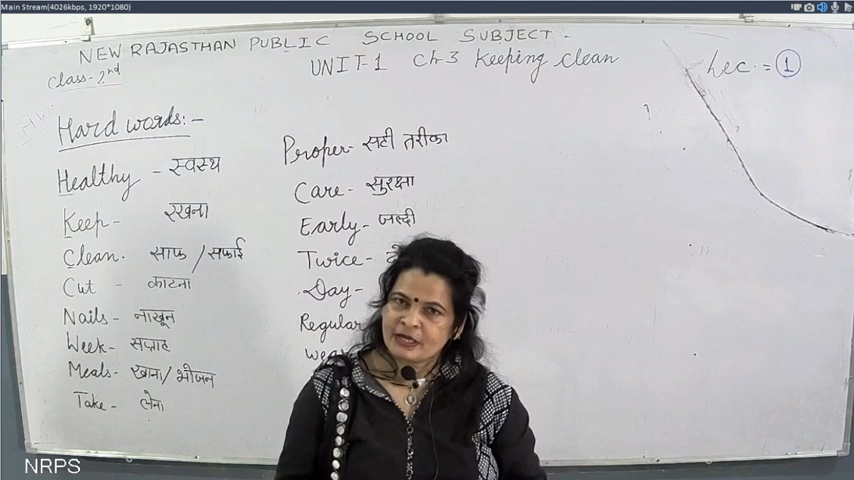 Main Stream(4026kbps, 1920*1080)
NEW RAJASTHAN PUBLIC SCHOOL SUBJECT -
Class - 2nd
UNIT-1 Ch-3 Keeping clean
Lec. = 1
Hard words:-
Healthy - स्वस्थ
Keep - रखना
Clean. साफ / सफाई
Cut - काटना
Nails - नाखून
Week - सप्ताह
Meals - खाना / भोजन
Take - लेना
Proper - सही तरीका
Care - सुरक्षा
Early - जल्दी
Twice -
Day -
Regular
NRPS